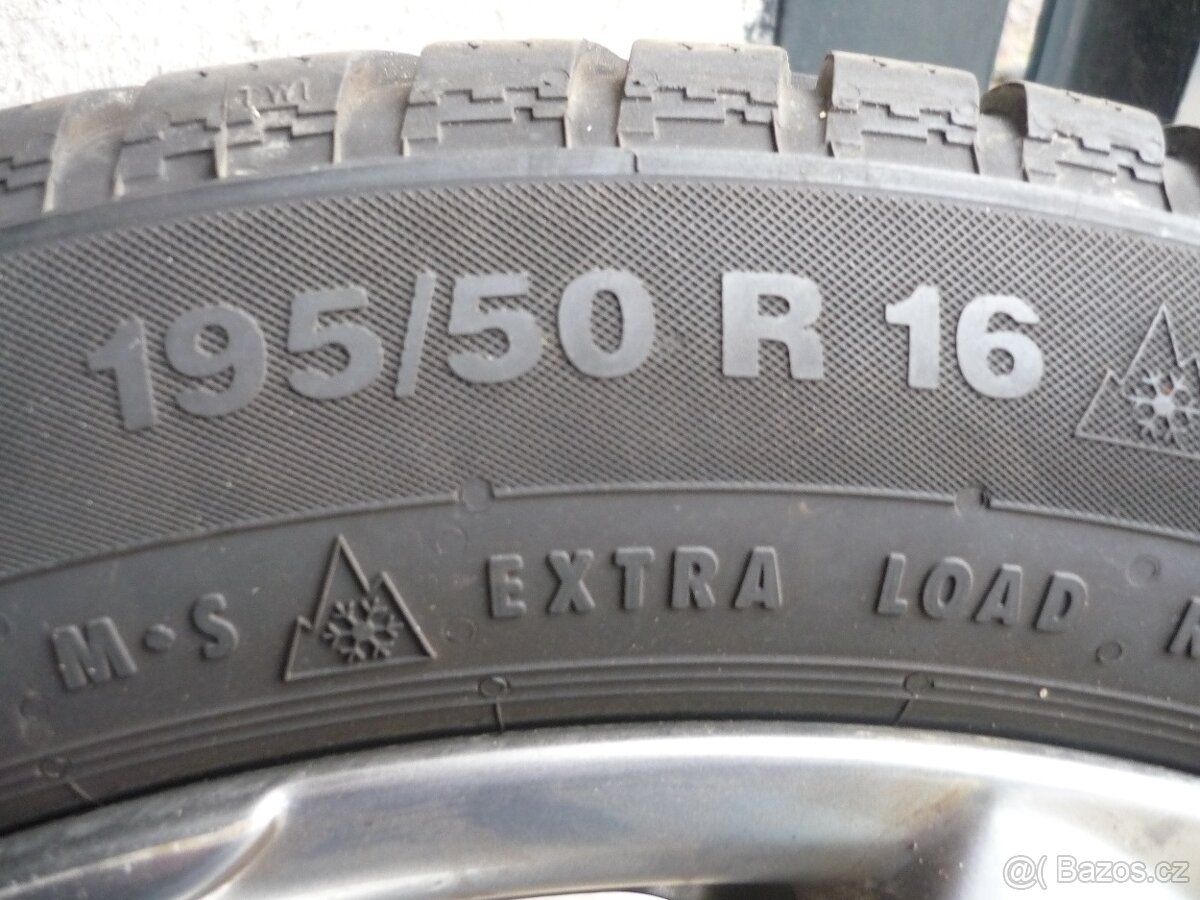 TWI
195/50 R 16
M•S EXTRA LOAD
@( Bazos.cz